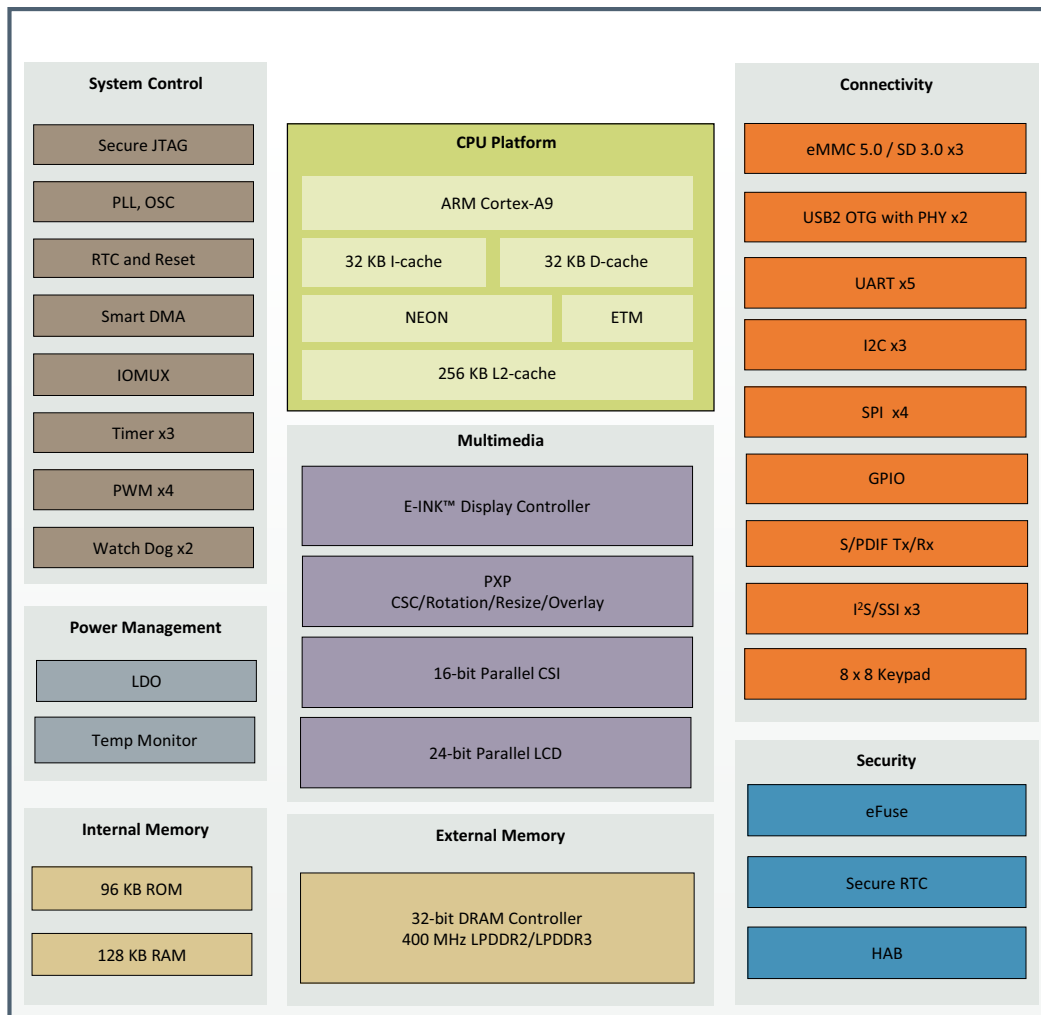 System Control
Secure JTAG
PLL, OSC
RTC and Reset
Smart DMA
IOMUX
Timer x3
PWM x4
Watch Dog x2
Power Management
LDO
Temp Monitor
Internal Memory
96 KB ROM
128 KB RAM
CPU Platform
ARM Cortex-A9
32 KB I-cache
32 KB D-cache
NEON
ETM
256 KB L2-cache
Multimedia
E-INK™ Display Controller
PXP
CSC/Rotation/Resize/Overlay
16-bit Parallel CSI
24-bit Parallel LCD
External Memory
32-bit DRAM Controller
400 MHz LPDDR2/LPDDR3
Connectivity
eMMC 5.0 / SD 3.0 x3
USB2 OTG with PHY x2
UART x5
I2C x3
SPI x4
GPIO
S/PDIF Tx/Rx
I²S/SSI x3
8 x 8 Keypad
Security
eFuse
Secure RTC
HAB